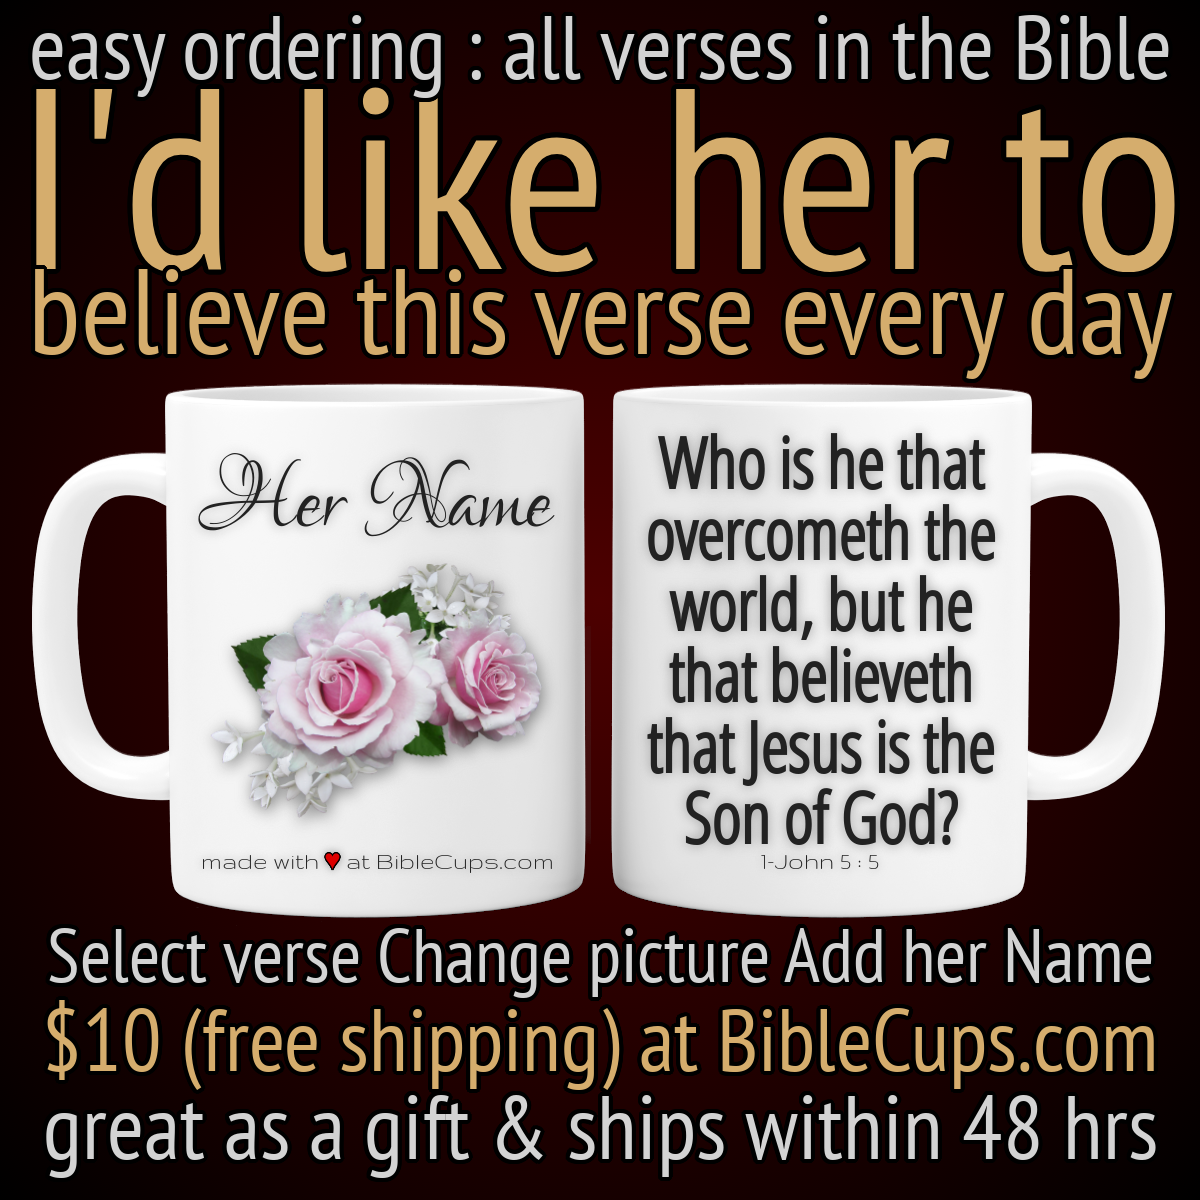 easy ordering : all verses in the Bible
I'd like her to
believe this verse every day
Her Name
made with ♥ at BibleCups.com
Who is he that
overcometh the
world, but he
that believeth
that Jesus is the
Son of God?
1-John 5 : 5
Select verse Change picture Add her Name
$10 (free shipping) at BibleCups.com
great as a gift & ships within 48 hrs